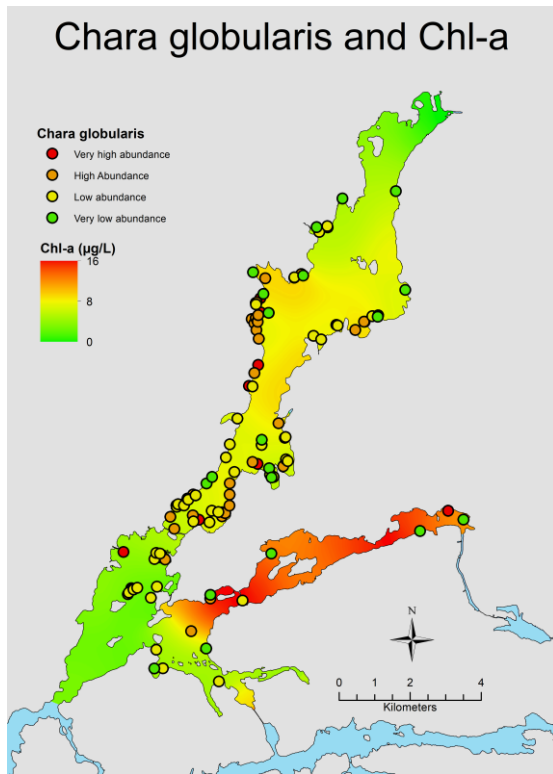 Chara globularis and Chl-a
Chara globularis
Very high abundance
High Abundance
Low abundance
Very low abundance
Chl-a (µg/L)
16
8
0
N
0 1 2 4
Kilometers